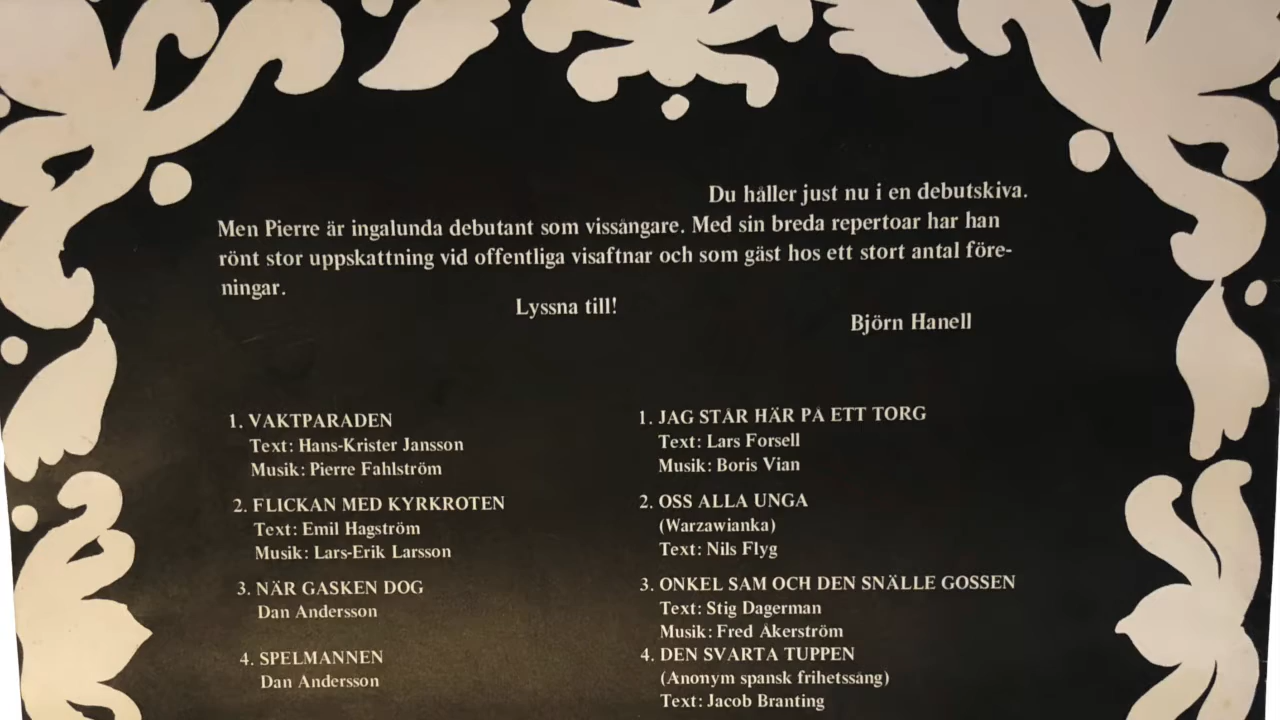 Du håller just nu i en debutskiva.
Men Pierre är ingalunda debutant som vissångare. Med sin breda repertoar har han
rönt stor uppskattning vid offentliga visaftnar och som gäst hos ett stort antal före-
ningar.
Lyssna till!
Björn Hanell
1. VAKTPARADEN
Text: Hans-Krister Jansson
Musik: Pierre Fahlström
2. FLICKAN MED KYRKROTEN
Text: Emil Hagström
Musik: Lars-Erik Larsson
3. NÄR GASKEN DOG
Dan Andersson
4. SPELMANNEN
Dan Andersson
1. JAG STÅR HÄR PÅ ETT TORG
Text: Lars Forsell
Musik: Boris Vian
2. OSS ALLA UNGA
(Warzawianka)
Text: Nils Flyg
3. ONKEL SAM OCH DEN SNÄLLE GOSSEN
Text: Stig Dagerman
Musik: Fred Åkerström
4. DEN SVARTA TUPPEN
(Anonym spansk frihetssång)
Text: Jacob Branting